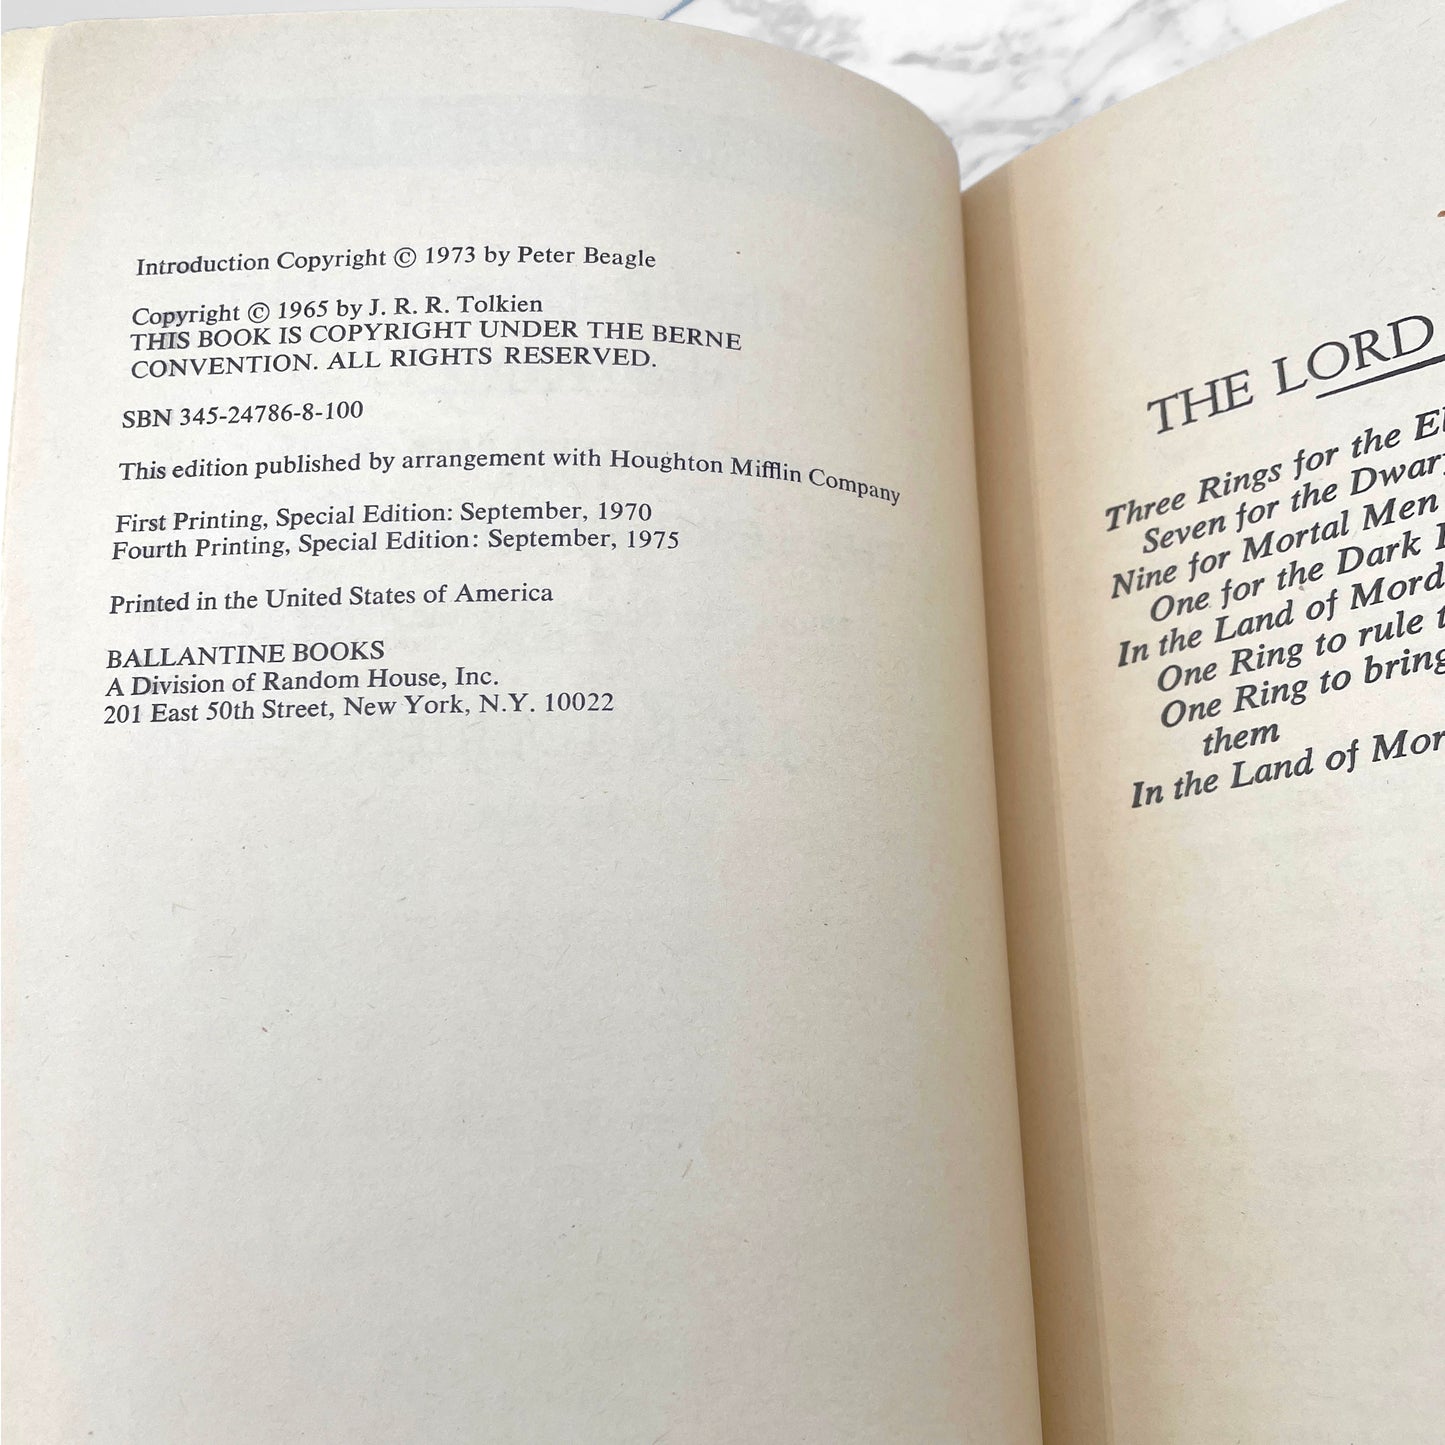 Introduction Copyright © 1973 by Peter Beagle
Copyright © 1965 by J. R. R. Tolkien
THIS BOOK IS COPYRIGHT UNDER THE BERNE
CONVENTION. ALL RIGHTS RESERVED.
SBN 345-24786-8-100
This edition published by arrangement with Houghton Mifflin Company
First Printing, Special Edition: September, 1970
Fourth Printing, Special Edition: September, 1975
Printed in the United States of America
BALLANTINE BOOKS
A Division of Random House, Inc.
201 East 50th Street, New York, N.Y. 10022
THE LORD
Three Rings for the
Seven for the
Nine for Mortal Men
One for the Dark
In the Land of
One Ring to rule
One Ring to bring
them
In the Land of